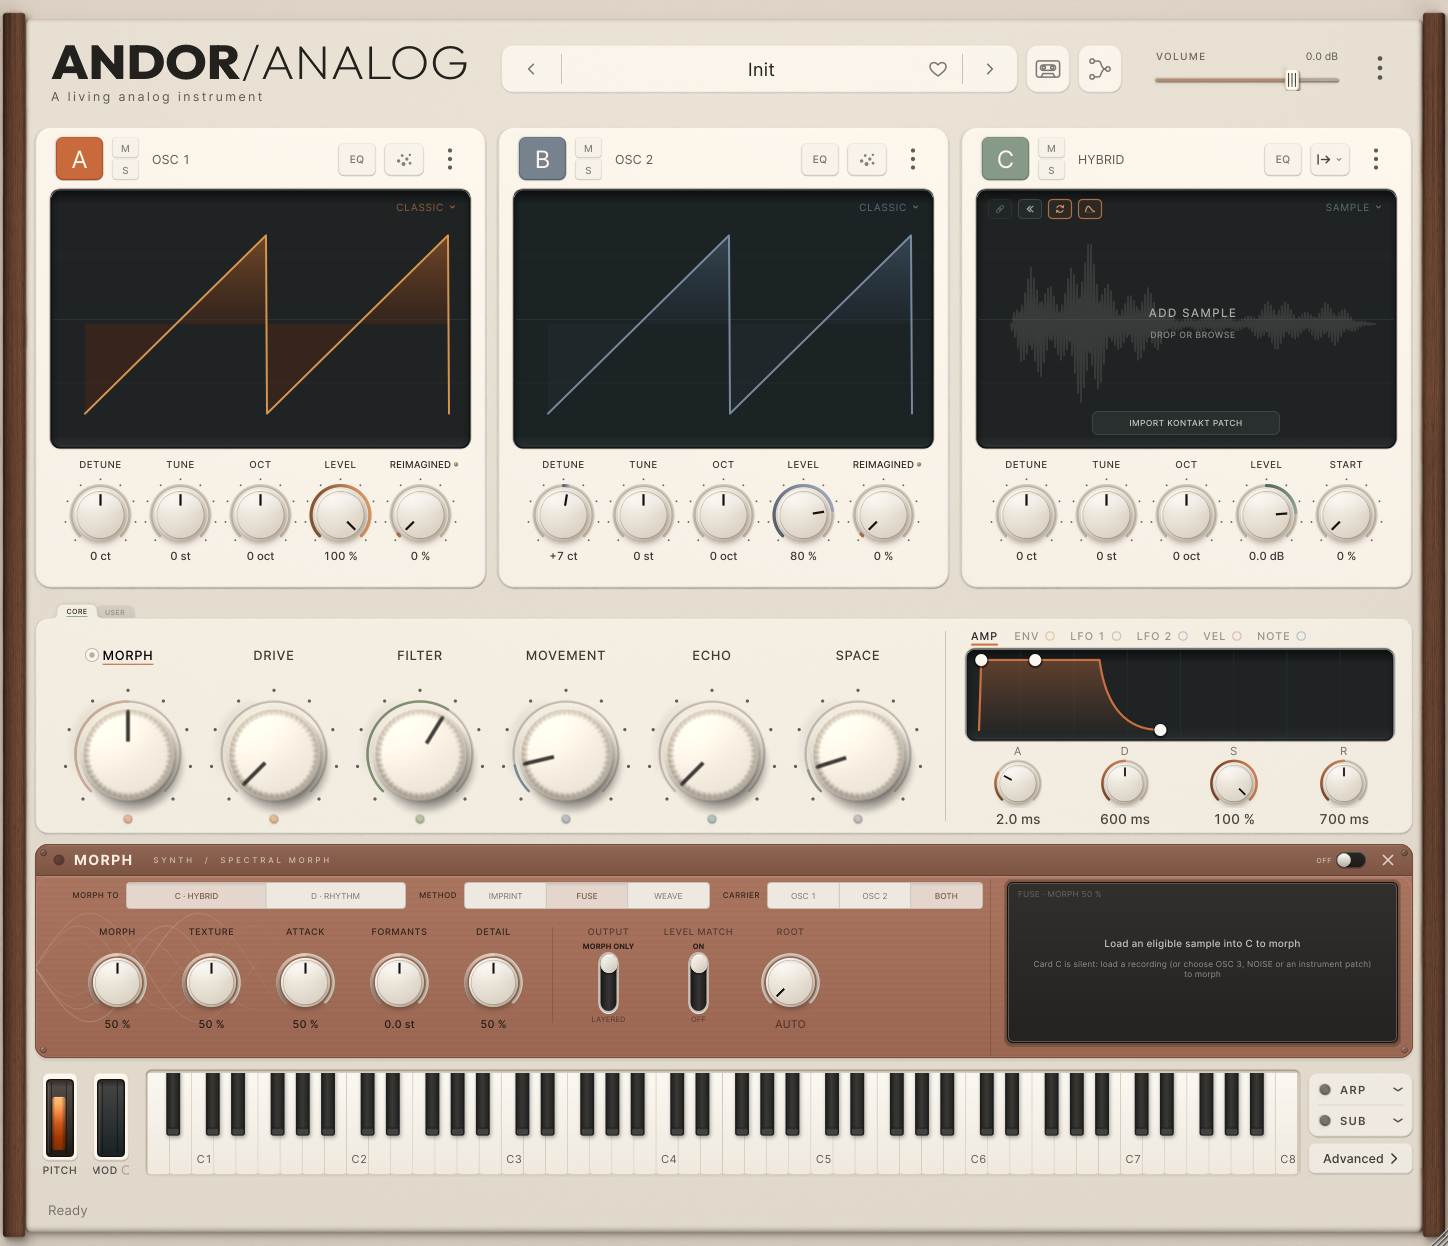 ANDOR/ANALOG
A living analog instrument
Init
VOLUME 0.0 dB
A M S OSC 1 EQ
CLASSIC
DETUNE TUNE OCT LEVEL REIMAGINED
0 ct 0 st 0 oct 100 % 0 %
B M S OSC 2 EQ
CLASSIC
DETUNE TUNE OCT LEVEL REIMAGINED
+7 ct 0 st 0 oct 80 % 0 %
C M S HYBRID EQ
SAMPLE
ADD SAMPLE
DROP OR BROWSE
IMPORT KONTAKT PATCH
DETUNE TUNE OCT LEVEL START
0 ct 0 st 0 oct 0.0 dB 0 %
CORE USER
MORPH DRIVE FILTER MOVEMENT ECHO SPACE
AMP ENV LFO 1 LFO 2 VEL NOTE
A D S R
2.0 ms 600 ms 100 % 700 ms
MORPH SYNTH / SPECTRAL MORPH OFF
MORPH TO C · HYBRID D · RHYTHM METHOD IMPRINT FUSE WEAVE CARRIER OSC 1 OSC 2 BOTH
MORPH TEXTURE ATTACK FORMANTS DETAIL OUTPUT LEVEL MATCH ROOT
MORPH ONLY ON
LAYERED OFF
50 % 50 % 50 % 0.0 st 50 % AUTO
FUSE · MORPH 50 %
Load an eligible sample into C to morph
Card C is silent: load a recording (or choose OSC 3, NOISE or an instrument patch)
to morph
PITCH MOD
C1 C2 C3 C4 C5 C6 C7 C8
ARP
SUB
Advanced
Ready